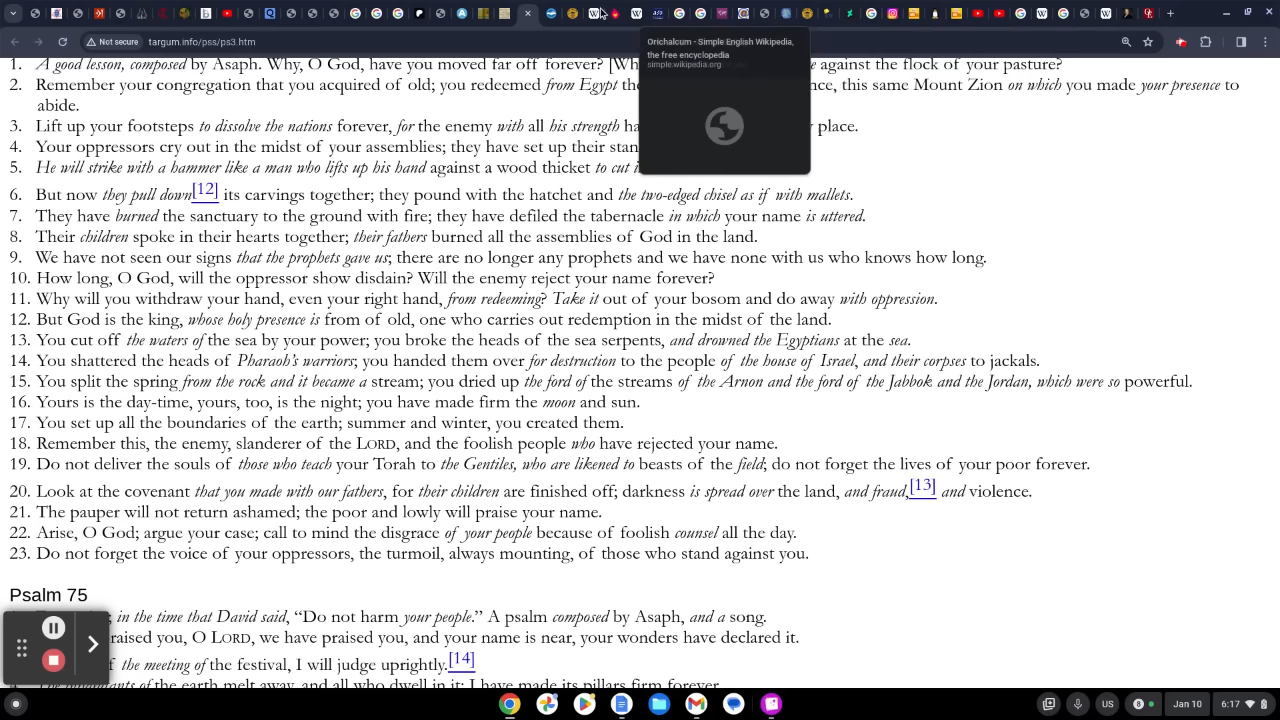 Not secure
targum.info/pss/ps3.htm
Orichalcum - Simple English Wikipedia,
the free encyclopedia
simple.wikipedia.org
1. A good lesson, composed by Asaph. Why, O God, have you moved far off forever? [Wh against the flock of your pasture?
2. Remember your congregation that you acquired of old; you redeemed from Egypt the nce, this same Mount Zion on which you made your presence to
abide.
3. Lift up your footsteps to dissolve the nations forever, for the enemy with all his strength ha place.
4. Your oppressors cry out in the midst of your assemblies; they have set up their stan
5. He will strike with a hammer like a man who lifts up his hand against a wood thicket to cut i
6. But now they pull down[12] its carvings together; they pound with the hatchet and the two-edged chisel as if with mallets.
7. They have burned the sanctuary to the ground with fire; they have defiled the tabernacle in which your name is uttered.
8. Their children spoke in their hearts together; their fathers burned all the assemblies of God in the land.
9. We have not seen our signs that the prophets gave us; there are no longer any prophets and we have none with us who knows how long.
10. How long, O God, will the oppressor show disdain? Will the enemy reject your name forever?
11. Why will you withdraw your hand, even your right hand, from redeeming? Take it out of your bosom and do away with oppression.
12. But God is the king, whose holy presence is from of old, one who carries out redemption in the midst of the land.
13. You cut off the waters of the sea by your power; you broke the heads of the sea serpents, and drowned the Egyptians at the sea.
14. You shattered the heads of Pharaoh's warriors; you handed them over for destruction to the people of the house of Israel, and their corpses to jackals.
15. You split the spring from the rock and it became a stream; you dried up the ford of the streams of the Arnon and the ford of the Jabbok and the Jordan, which were so powerful.
16. Yours is the day-time, yours, too, is the night; you have made firm the moon and sun.
17. You set up all the boundaries of the earth; summer and winter, you created them.
18. Remember this, the enemy, slanderer of the LORD, and the foolish people who have rejected your name.
19. Do not deliver the souls of those who teach your Torah to the Gentiles, who are likened to beasts of the field; do not forget the lives of your poor forever.
20. Look at the covenant that you made with our fathers, for their children are finished off; darkness is spread over the land, and fraud,[13] and violence.
21. The pauper will not return ashamed; the poor and lowly will praise your name.
22. Arise, O God; argue your case; call to mind the disgrace of your people because of foolish counsel all the day.
23. Do not forget the voice of your oppressors, the turmoil, always mounting, of those who stand against you.
Psalm 75
; in the time that David said, “Do not harm your people.” A psalm composed by Asaph, and a song.
raised you, O LORD, we have praised you, and your name is near, your wonders have declared it.
f the meeting of the festival, I will judge uprightly.[14]
The inhabitants of the earth melt away, and all who dwell in it; I have made its pillars firm forever
US
8
Jan 10
6:17